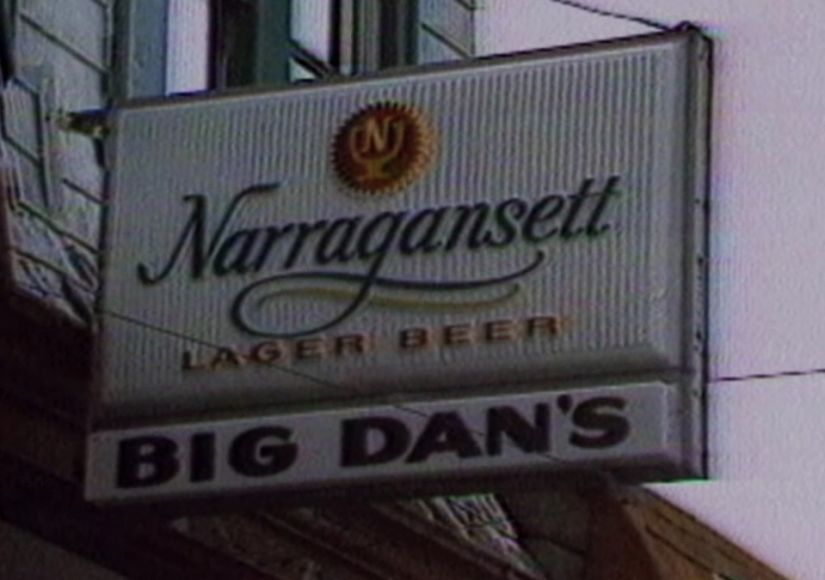 N
Narragansett
LAGER BEER
BIG DAN'S